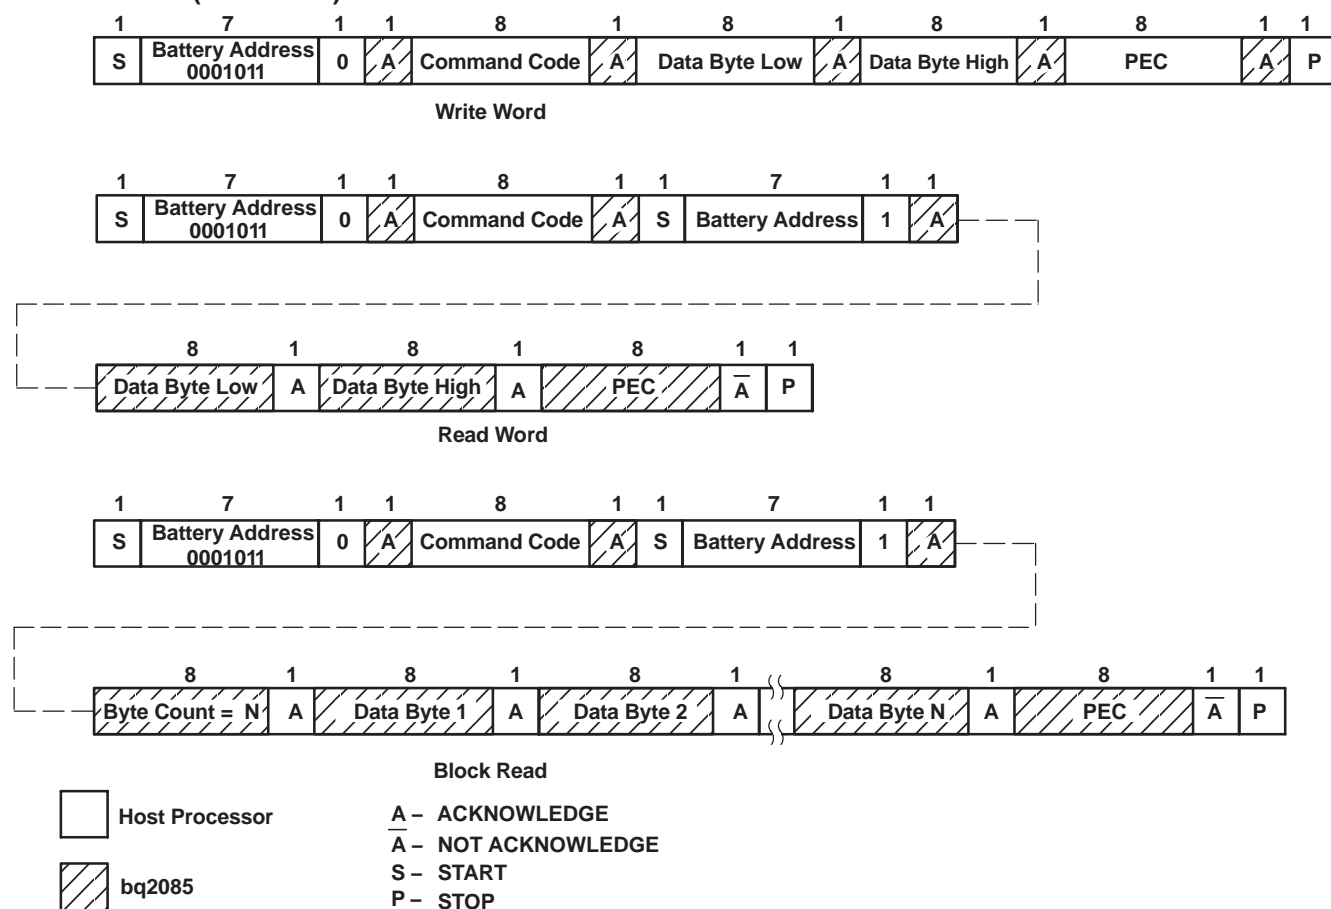 1 7 1 1 8 1 8 1 8 1 8 1 1
S Battery Address 0001011 0 A Command Code A Data Byte Low A Data Byte High A PEC A P
Write Word
1 7 1 1 8 1 1 7 1 1
S Battery Address 0001011 0 A Command Code A S Battery Address 1 A
8 1 8 1 8 1 1
Data Byte Low A Data Byte High A PEC A̅ P
Read Word
1 7 1 1 8 1 1 7 1 1
S Battery Address 0001011 0 A Command Code A S Battery Address 1 A
8 1 8 1 8 1 8 1 8 1 1
Byte Count = N A Data Byte 1 A Data Byte 2 A Data Byte N A PEC A̅ P
Block Read
Host Processor
bq2085
A – ACKNOWLEDGE
A̅ – NOT ACKNOWLEDGE
S – START
P – STOP